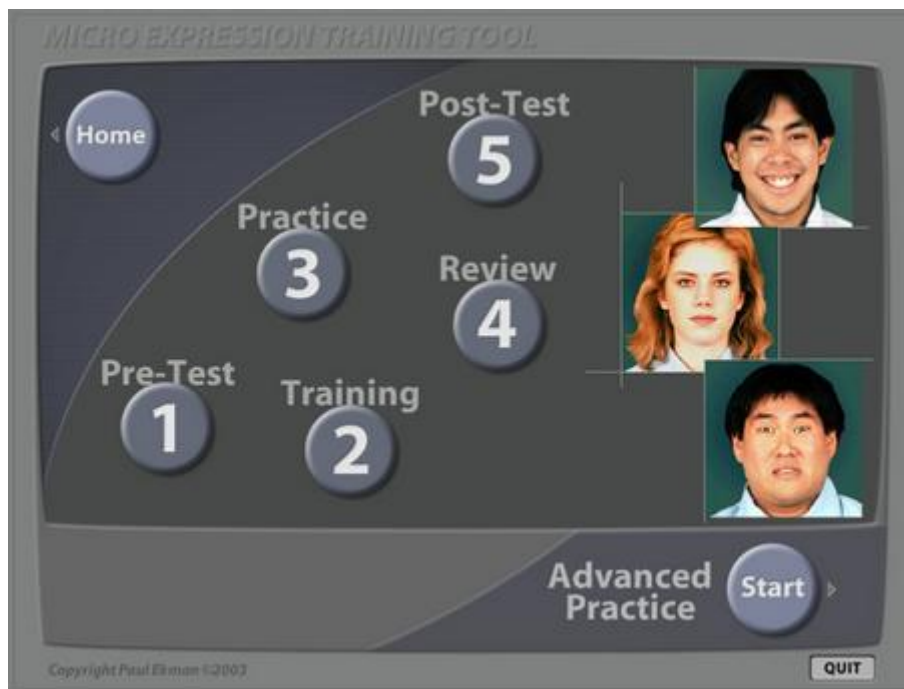 MICRO EXPRESSION TRAINING TOOL
Home
Post-Test
5
Practice
3
Review
4
Pre-Test
1
Training
2
Advanced
Practice
Start
Copyright Paul Ekman ©2003
QUIT